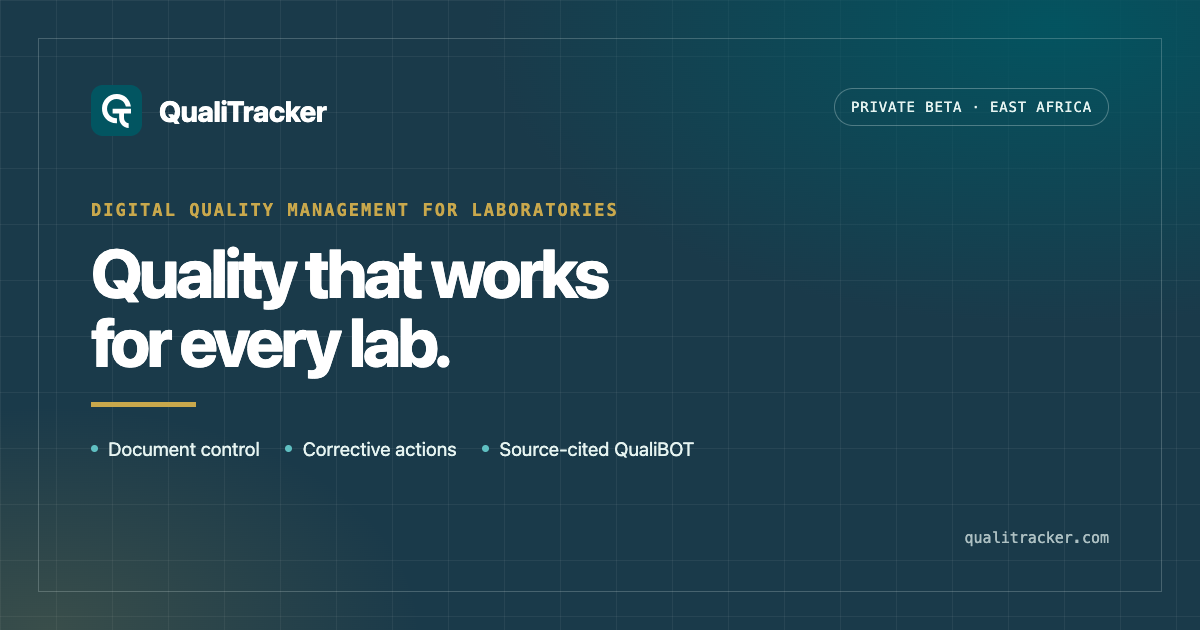 QualiTracker
PRIVATE BETA · EAST AFRICA
DIGITAL QUALITY MANAGEMENT FOR LABORATORIES
Quality that works
for every lab.
Document control
Corrective actions
Source-cited QualiBOT
qualitracker.com